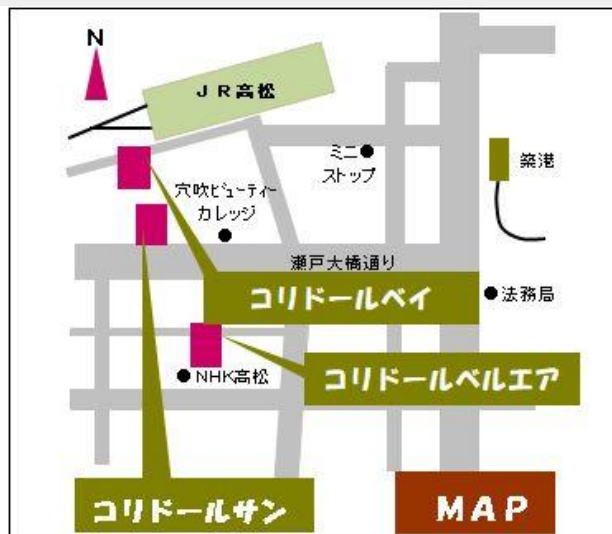 N
JR高松
ミニ
ストップ
築港
穴吹ビューティー
カレッジ
瀬戸大橋通り
コリドールベイ
法務局
コリドールベルエア
NHK高松
コリドールサン
MAP